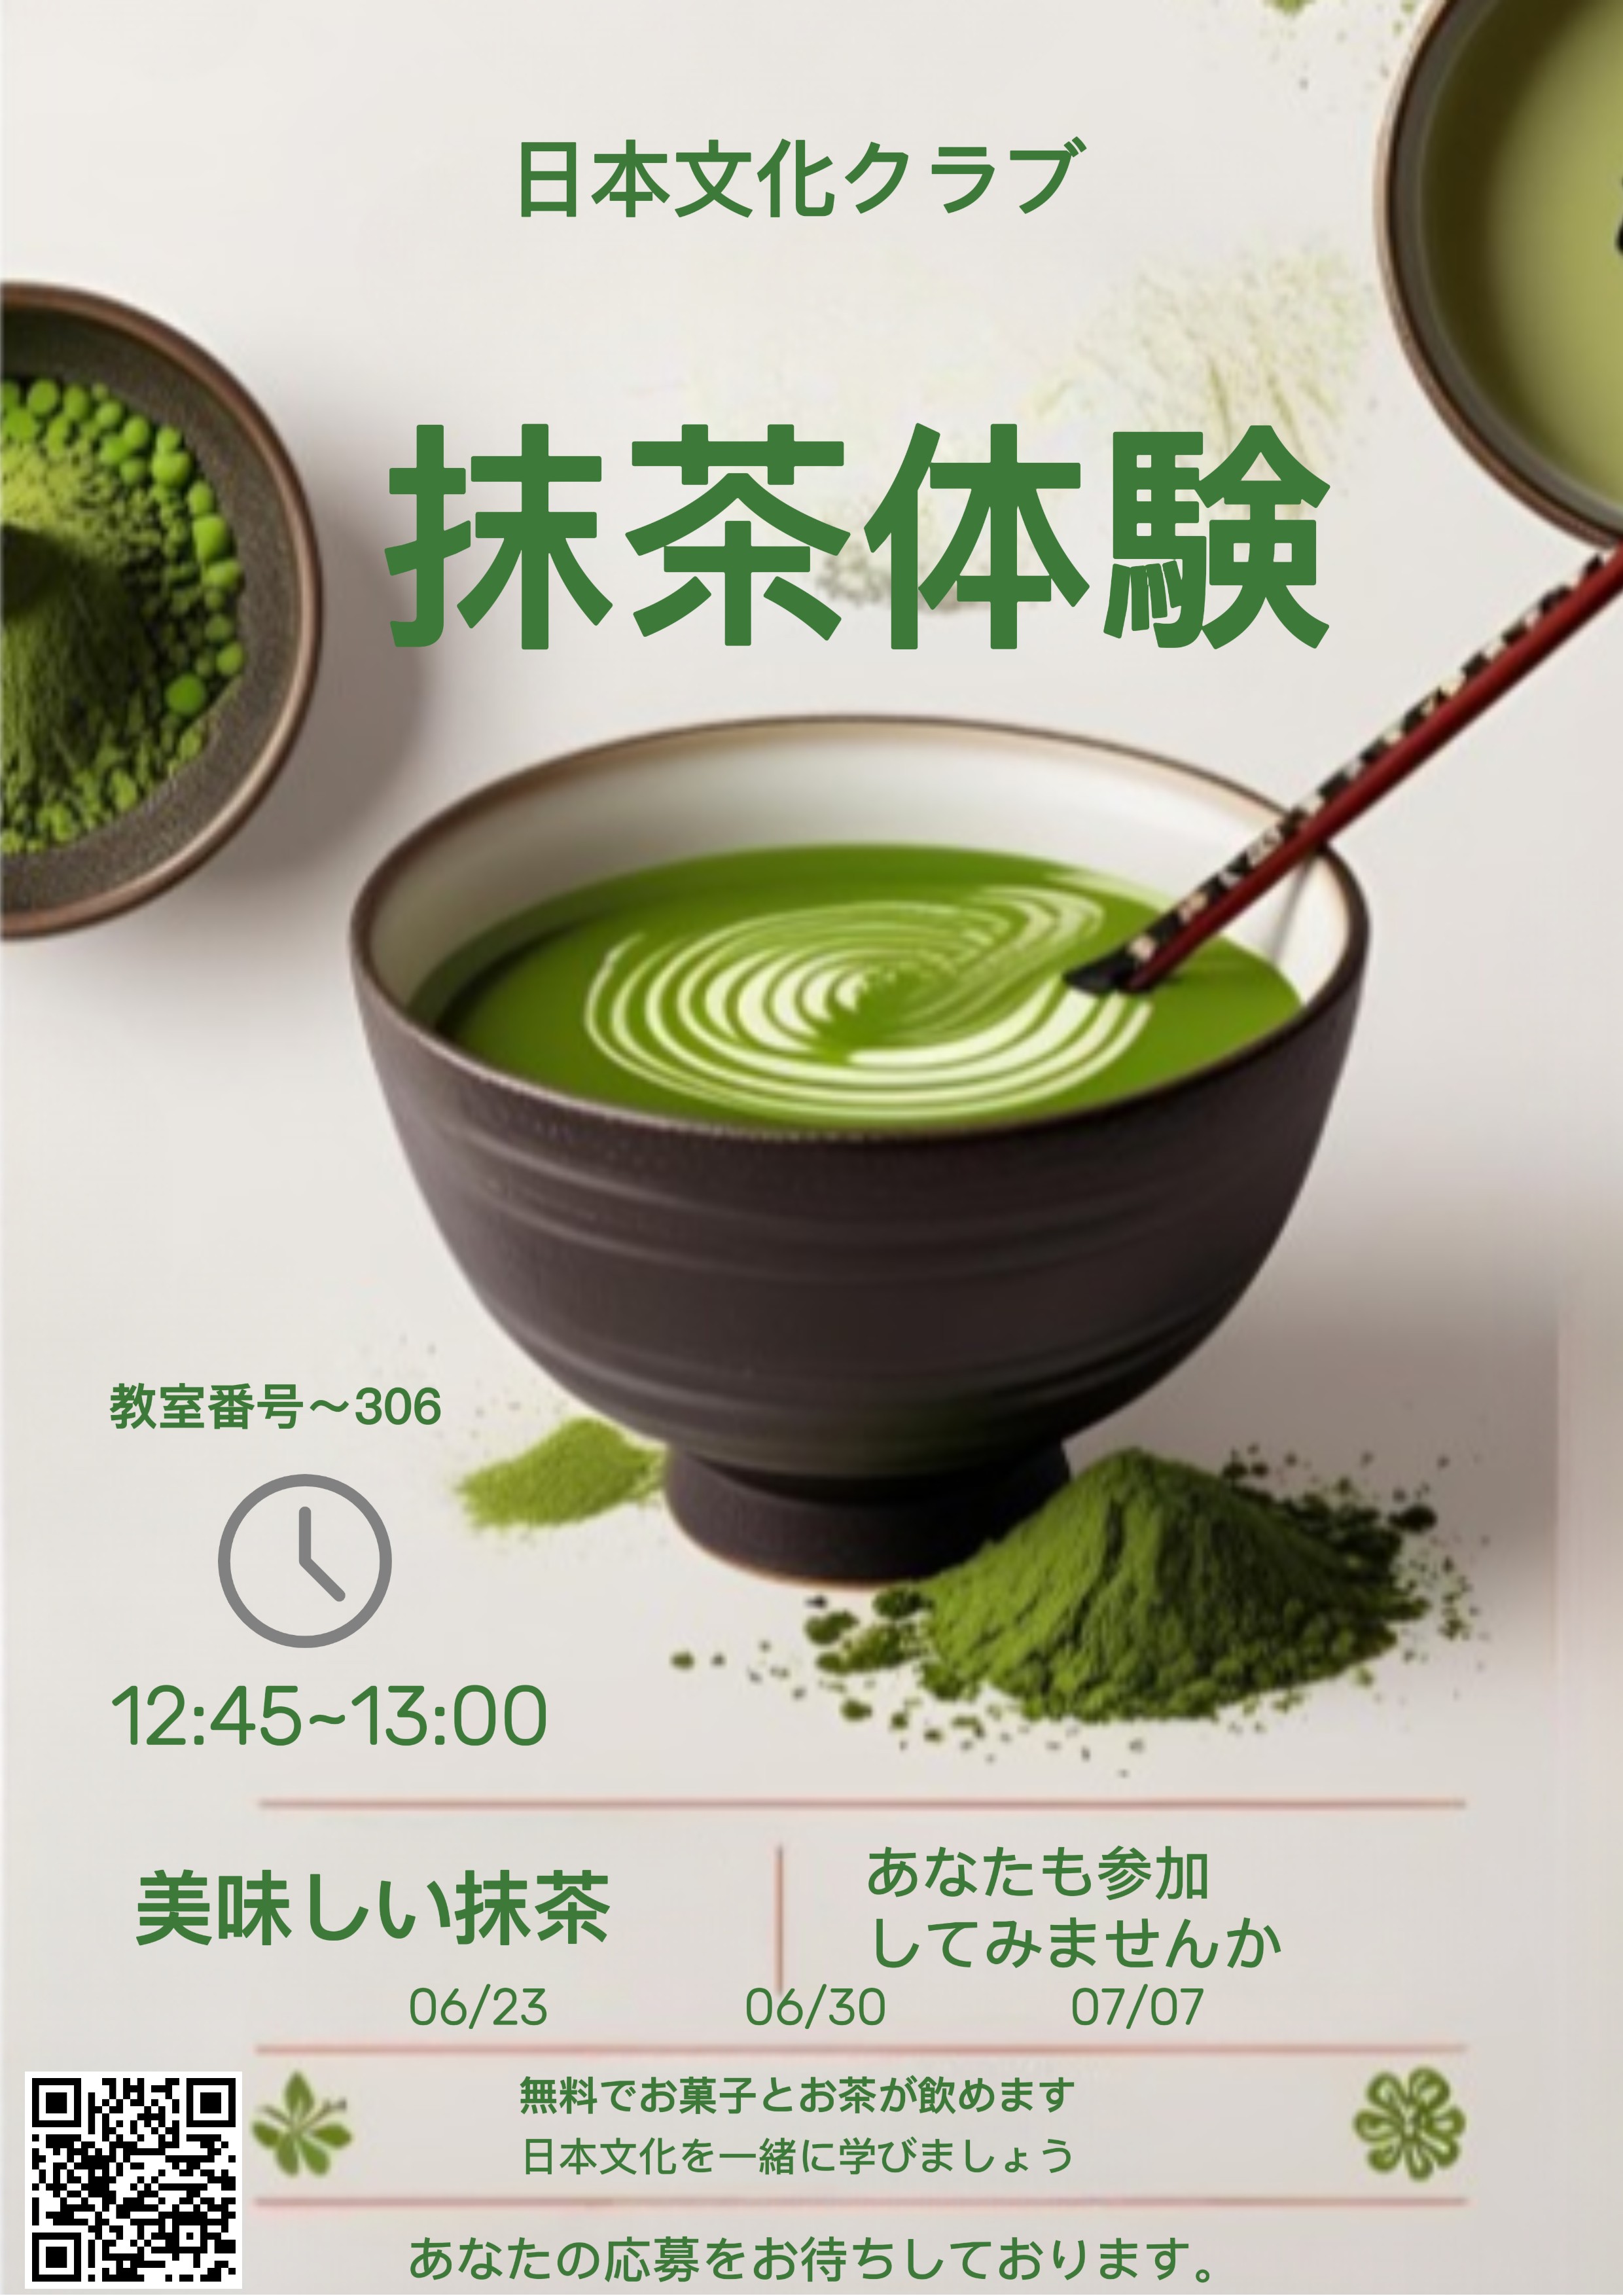 日本文化クラブ
抹茶体験
教室番号～306
12:45~13:00
美味しい抹茶
あなたも参加
してみませんか
06/23
06/30
07/07
無料でお菓子とお茶が飲めます
日本文化を一緒に学びましょう
あなたの応募をお待ちしております。